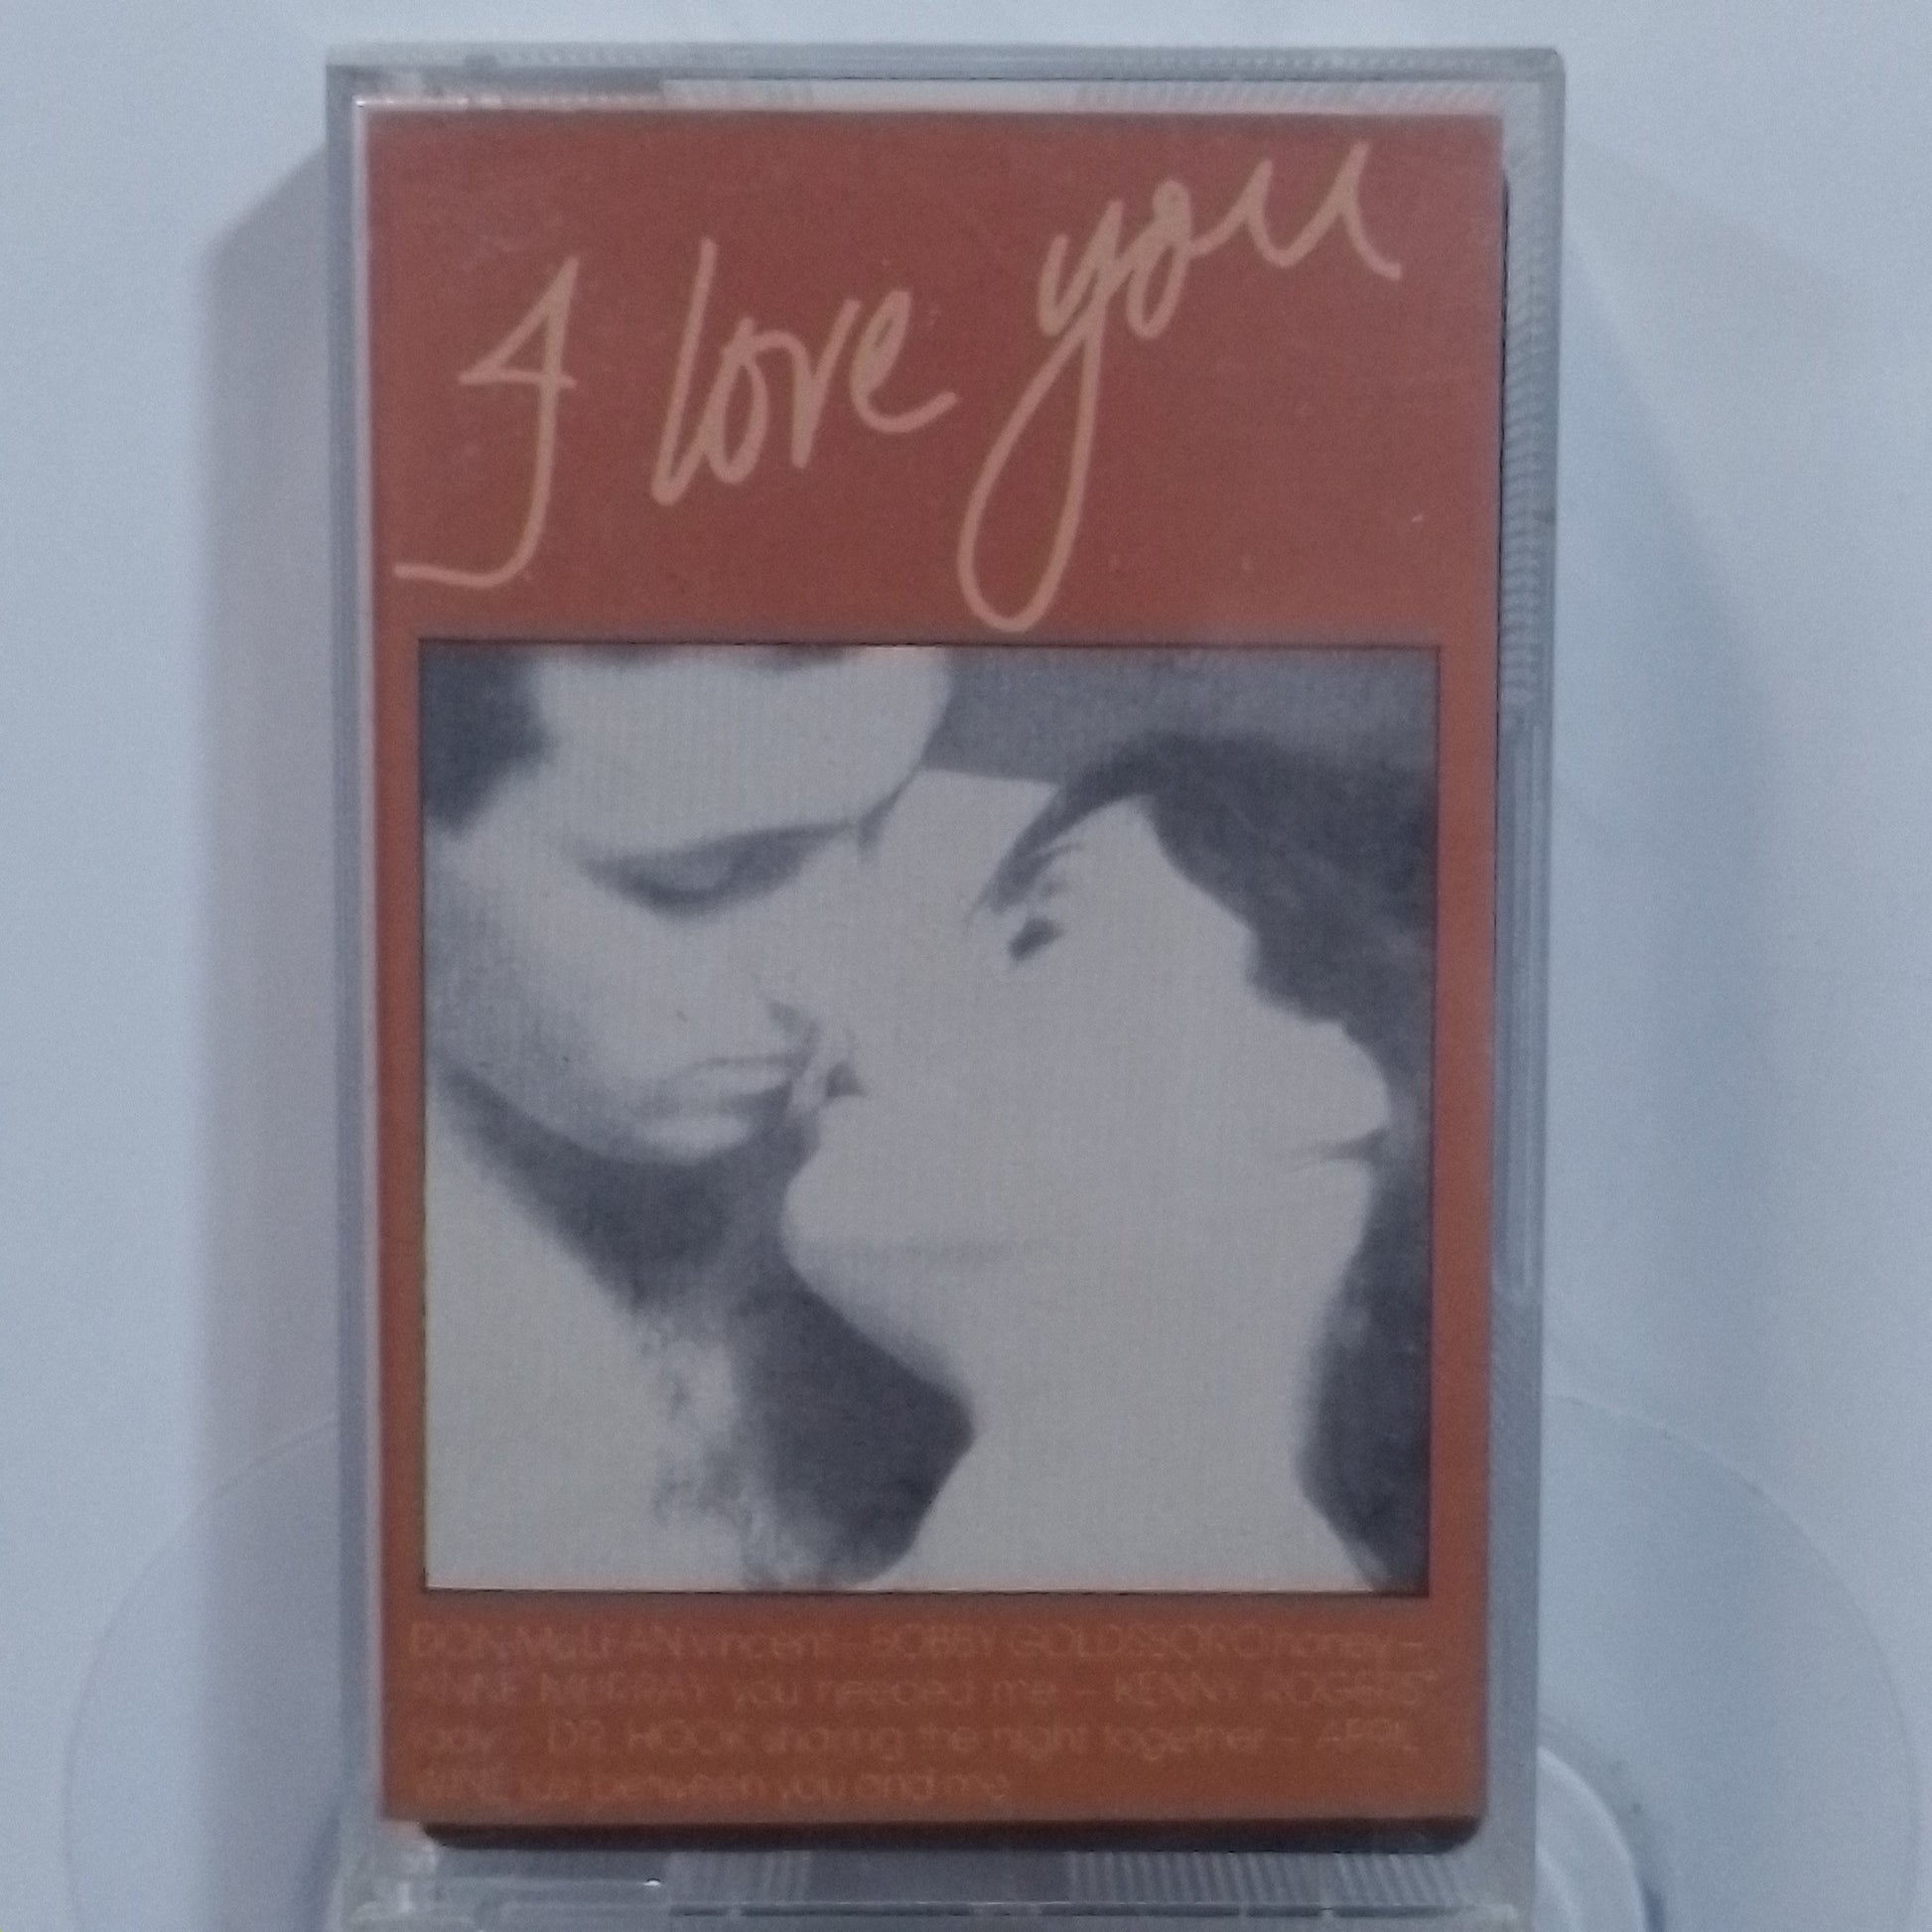 I love you
DON McLEAN vincent - BOBBY GOLDSBORO honey -
ANNE MURRAY you needed me - KENNY ROGERS
lady - DR. HOOK sharing the night together - APRIL
WINE just between you and me